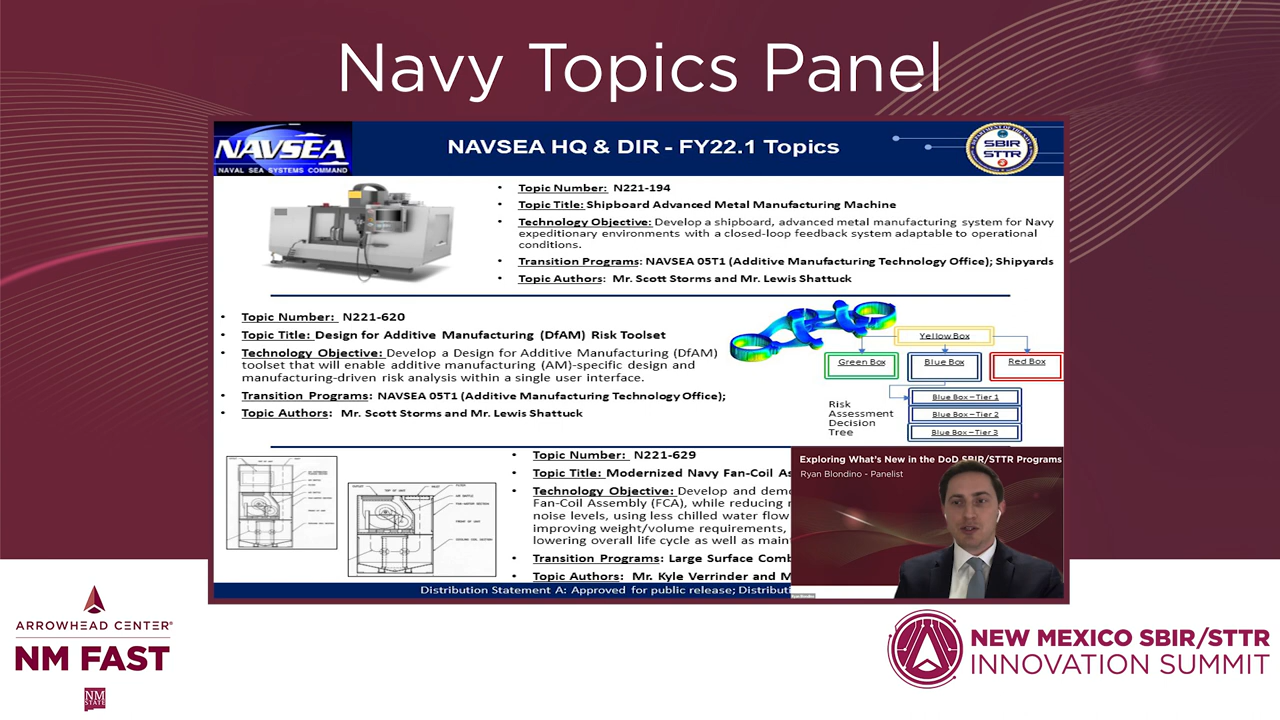 Navy Topics Panel
NAVSEA
NAVAL SEA SYSTEMS COMMAND
NAVSEA HQ & DIR - FY22.1 Topics
SBIR
STTR
• Topic Number: N221-194
• Topic Title: Shipboard Advanced Metal Manufacturing Machine
• Technology Objective: Develop a shipboard, advanced metal manufacturing system for Navy
expeditionary environments with a closed-loop feedback system adaptable to operational
conditions.
• Transition Programs: NAVSEA 05T1 (Additive Manufacturing Technology Office); Shipyards
• Topic Authors: Mr. Scott Storms and Mr. Lewis Shattuck
• Topic Number: N221-620
• Topic Title: Design for Additive Manufacturing (DfAM) Risk Toolset
• Technology Objective: Develop a Design for Additive Manufacturing (DfAM)
toolset that will enable additive manufacturing (AM)-specific design and
manufacturing-driven risk analysis within a single user interface.
• Transition Programs: NAVSEA 05T1 (Additive Manufacturing Technology Office);
• Topic Authors: Mr. Scott Storms and Mr. Lewis Shattuck
Yellow Box
Green Box
Blue Box
Red Box
Blue Box – Tier 1
Blue Box – Tier 2
Blue Box – Tier 3
Risk
Assessment
Decision
Tree
• Topic Number: N221-629
• Topic Title: Modernized Navy Fan-Coil As
• Technology Objective: Develop and demo
Fan-Coil Assembly (FCA), while reducing
noise levels, using less chilled water flow
improving weight/volume requirements,
lowering overall life cycle as well as main
• Transition Programs: Large Surface Comb
• Topic Authors: Mr. Kyle Verrinder and M
Distribution Statement A: Approved for public release; Distributi
Exploring What's New in the DoD SBIR/STTR Programs
Ryan Blondino - Panelist
ARROWHEAD CENTER®
NM FAST
NM
STATE
NEW MEXICO SBIR/STTR
INNOVATION SUMMIT